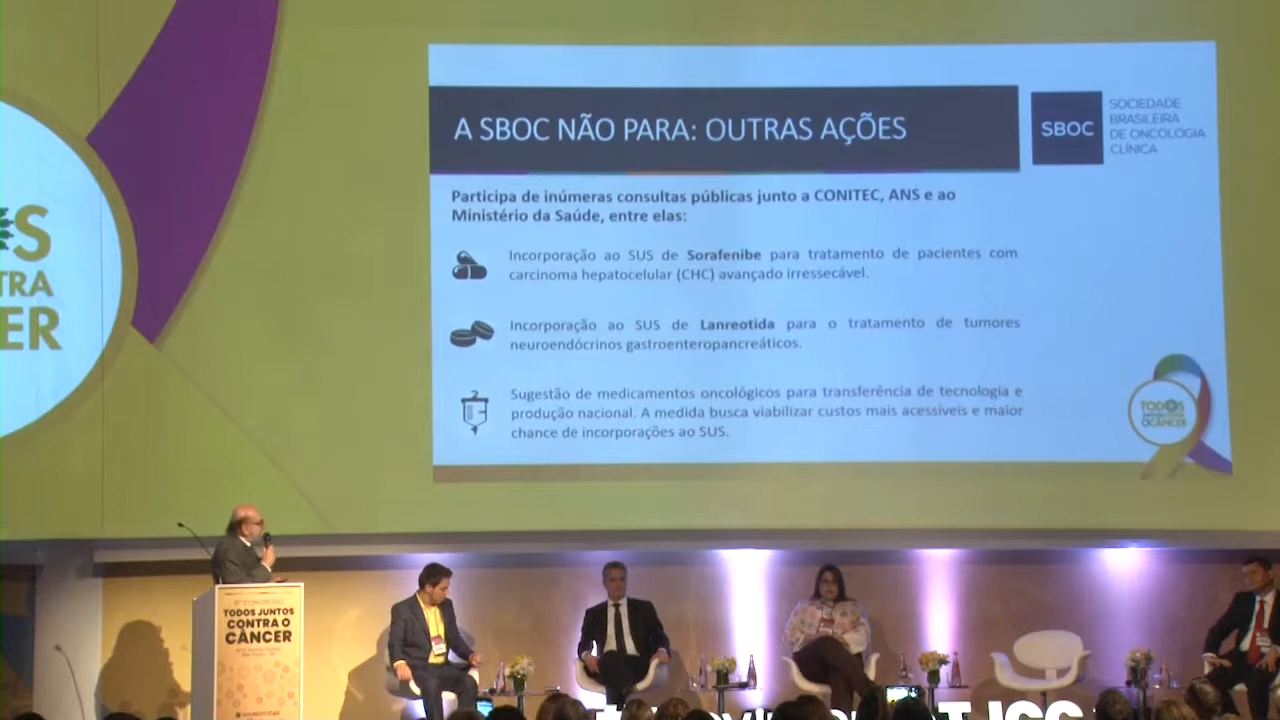 A SBOC NÃO PARA: OUTRAS AÇÕES
SBOC
SOCIEDADE
BRASILEIRA
DE ONCOLOGIA
CLÍNICA
Participa de inúmeras consultas públicas junto a CONITEC, ANS e ao
Ministério da Saúde, entre elas:
Incorporação ao SUS de Sorafenibe para tratamento de pacientes com
carcinoma hepatocelular (CHC) avançado irressecável.
Incorporação ao SUS de Lanreotida para o tratamento de tumores
neuroendócrinos gastroenteropancreáticos.
Sugestão de medicamentos oncológicos para transferência de tecnologia e
produção nacional. A medida busca viabilizar custos mais acessíveis e maior
chance de incorporações ao SUS.
TODOS
O CÂNCER
OS
TRA
CER
CONGRESSO
TODOS JUNTOS
CONTRA O
CÂNCER